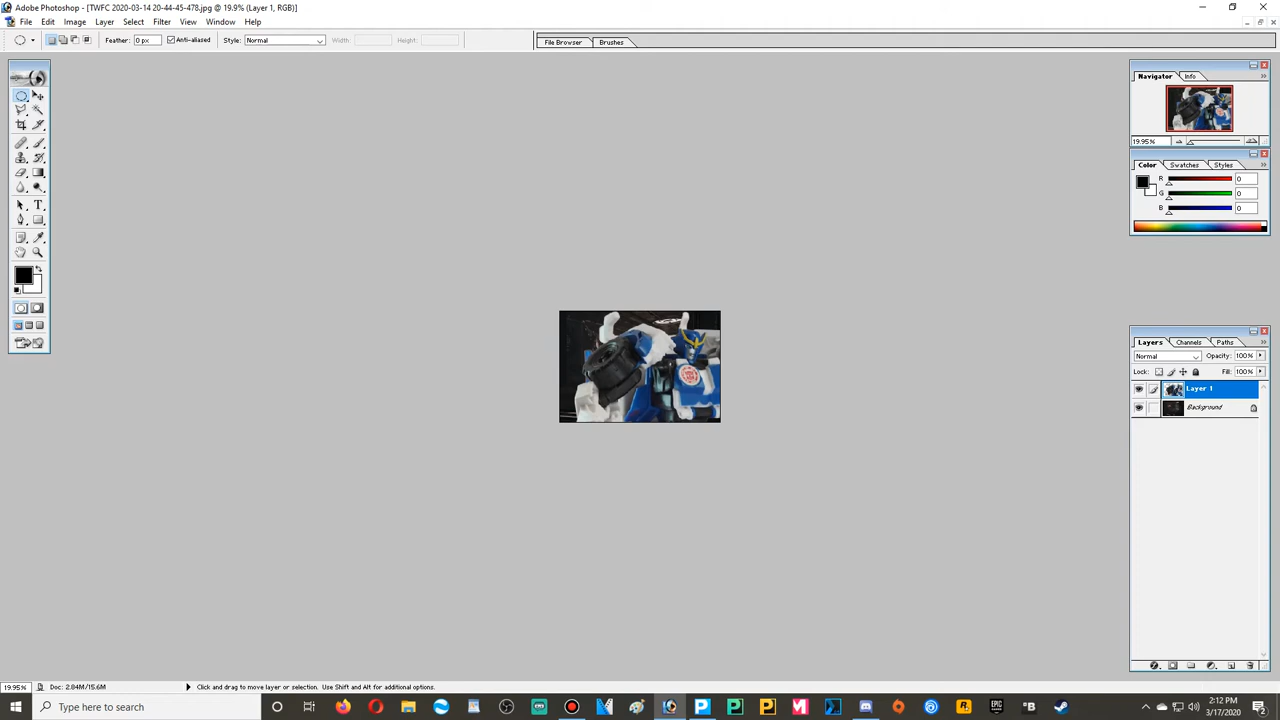 Adobe Photoshop - [TWFC 2020-03-14 20-44-45-478.jpg @ 19.9% (Layer 1, RGB)]
File Edit Image Layer Select Filter View Window Help
Feather: 0 px Anti-aliased Style: Normal Width: Height: File Browser Brushes
Navigator Info
19.95%
Color Swatches Styles
R 0
G 0
B 0
Layers Channels Paths
Normal Opacity: 100%
Lock: Fill: 100%
Layer 1
Background
19.95% Doc: 2.84M/15.6M Click and drag to move layer or selection. Use Shift and Alt for additional options.
Type here to search
2:12 PM
3/17/2020